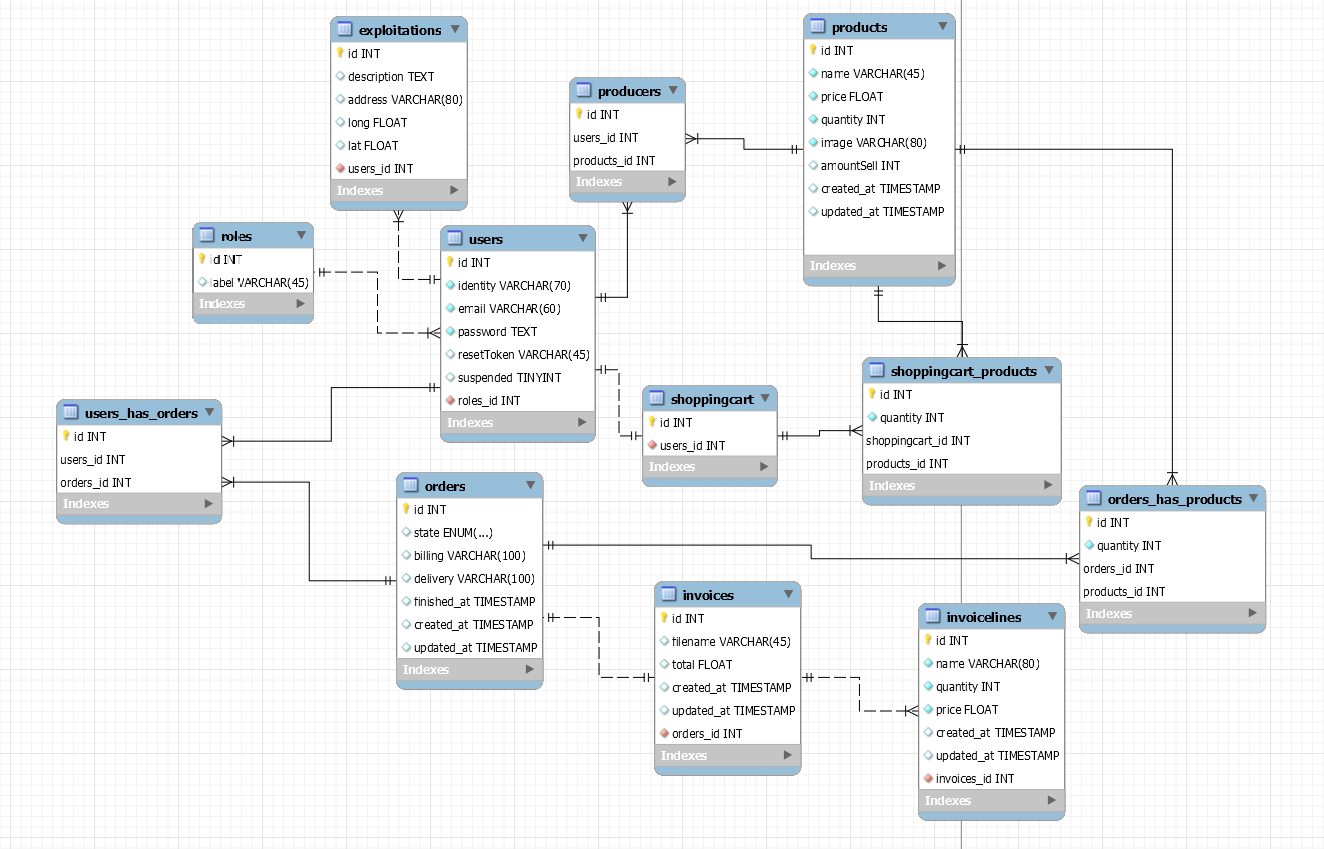 exploitations
id INT
description TEXT
address VARCHAR(80)
long FLOAT
lat FLOAT
users_id INT
Indexes
producers
id INT
users_id INT
products_id INT
Indexes
products
id INT
name VARCHAR(45)
price FLOAT
quantity INT
image VARCHAR(80)
amountSell INT
created_at TIMESTAMP
updated_at TIMESTAMP
Indexes
roles
id INT
label VARCHAR(45)
Indexes
users
id INT
identity VARCHAR(70)
email VARCHAR(60)
password TEXT
resetToken VARCHAR(45)
suspended TINYINT
roles_id INT
Indexes
shoppingcart
id INT
users_id INT
Indexes
shoppingcart_products
id INT
quantity INT
shoppingcart_id INT
products_id INT
Indexes
users_has_orders
id INT
users_id INT
orders_id INT
Indexes
orders
id INT
state ENUM(...)
billing VARCHAR(100)
delivery VARCHAR(100)
finished_at TIMESTAMP
created_at TIMESTAMP
updated_at TIMESTAMP
Indexes
orders_has_products
id INT
quantity INT
orders_id INT
products_id INT
Indexes
invoices
id INT
filename VARCHAR(45)
total FLOAT
created_at TIMESTAMP
updated_at TIMESTAMP
orders_id INT
Indexes
invoicelines
id INT
name VARCHAR(80)
quantity INT
price FLOAT
created_at TIMESTAMP
updated_at TIMESTAMP
invoices_id INT
Indexes